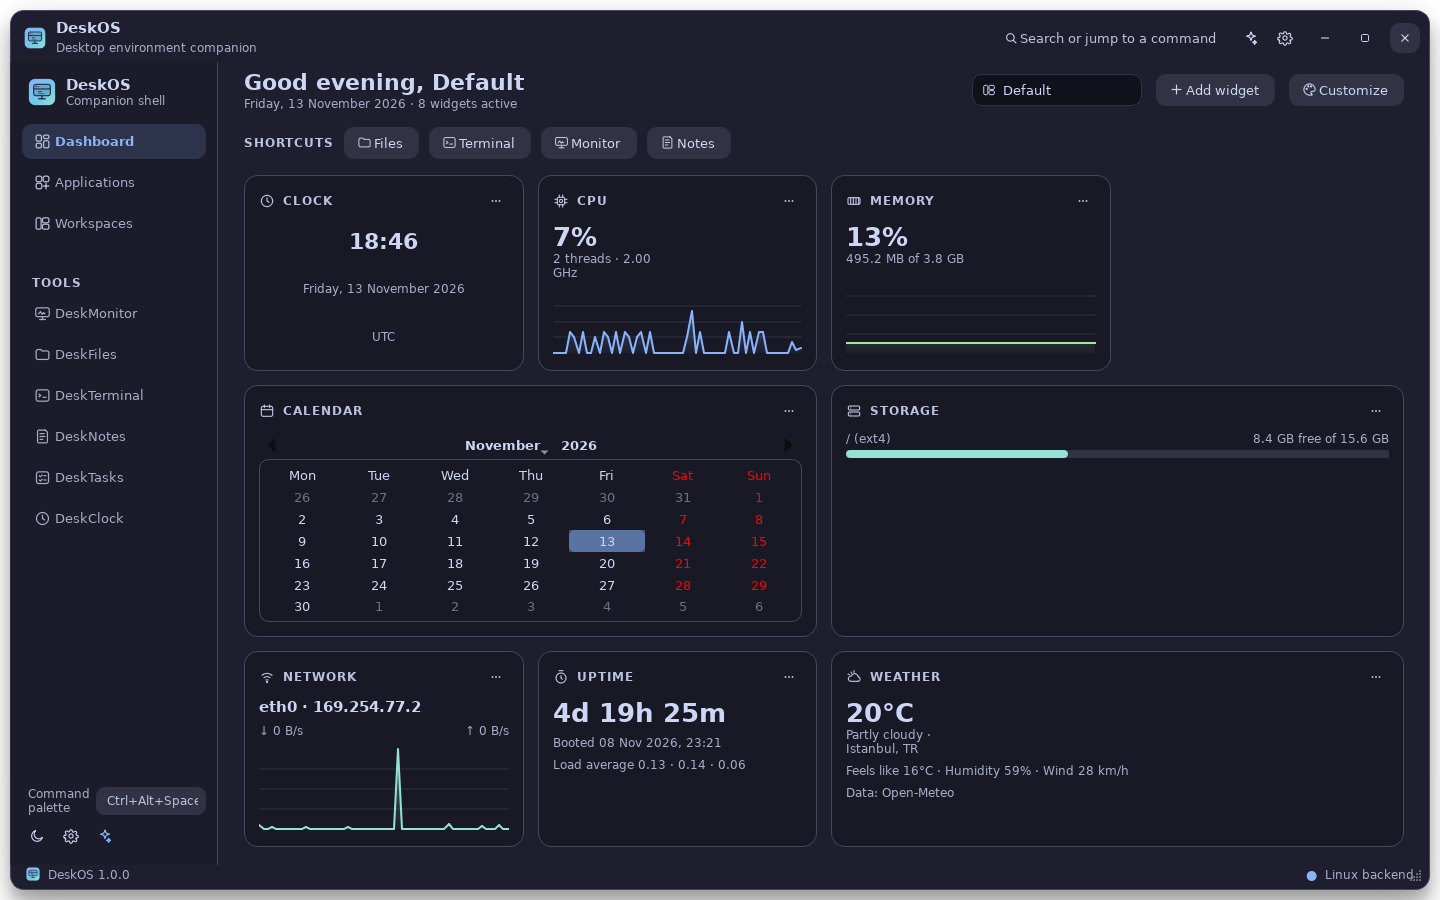 DeskOS
Desktop environment companion
Search or jump to a command
DeskOS
Companion shell
Dashboard
Applications
Workspaces
TOOLS
DeskMonitor
DeskFiles
DeskTerminal
DeskNotes
DeskTasks
DeskClock
Command palette
Ctrl+Alt+Space
Good evening, Default
Friday, 13 November 2026 · 8 widgets active
Default
Add widget
Customize
SHORTCUTS
Files
Terminal
Monitor
Notes
CLOCK
18:46
Friday, 13 November 2026
UTC
CPU
7%
2 threads · 2.00
GHz
MEMORY
13%
495.2 MB of 3.8 GB
CALENDAR
November 2026
Mon Tue Wed Thu Fri Sat Sun
26 27 28 29 30 31 1
2 3 4 5 6 7 8
9 10 11 12 13 14 15
16 17 18 19 20 21 22
23 24 25 26 27 28 29
30 1 2 3 4 5 6
STORAGE
/ (ext4) 8.4 GB free of 15.6 GB
NETWORK
eth0 · 169.254.77.2
↓ 0 B/s ↑ 0 B/s
UPTIME
4d 19h 25m
Booted 08 Nov 2026, 23:21
Load average 0.13 · 0.14 · 0.06
WEATHER
20°C
Partly cloudy ·
Istanbul, TR
Feels like 16°C · Humidity 59% · Wind 28 km/h
Data: Open-Meteo
DeskOS 1.0.0
Linux backend